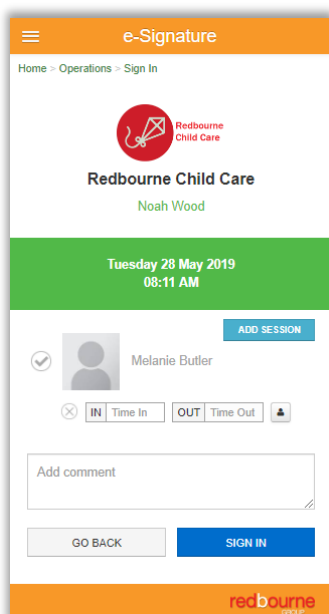 e-Signature
Home > Operations > Sign In
Redbourne
Child Care
Redbourne Child Care
Noah Wood
Tuesday 28 May 2019
08:11 AM
ADD SESSION
Melanie Butler
IN Time In OUT Time Out
Add comment
GO BACK SIGN IN
redbourne
GROUP